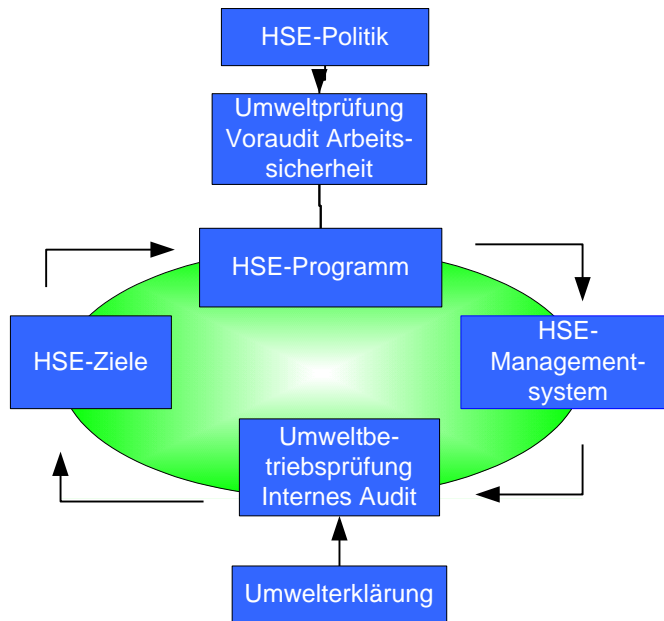 HSE-Politik
Umweltprüfung
Voraudit Arbeits-
sicherheit
HSE-Programm
HSE-Ziele
HSE-
Management-
system
Umweltbe-
triebsprüfung
Internes Audit
Umwelterklärung